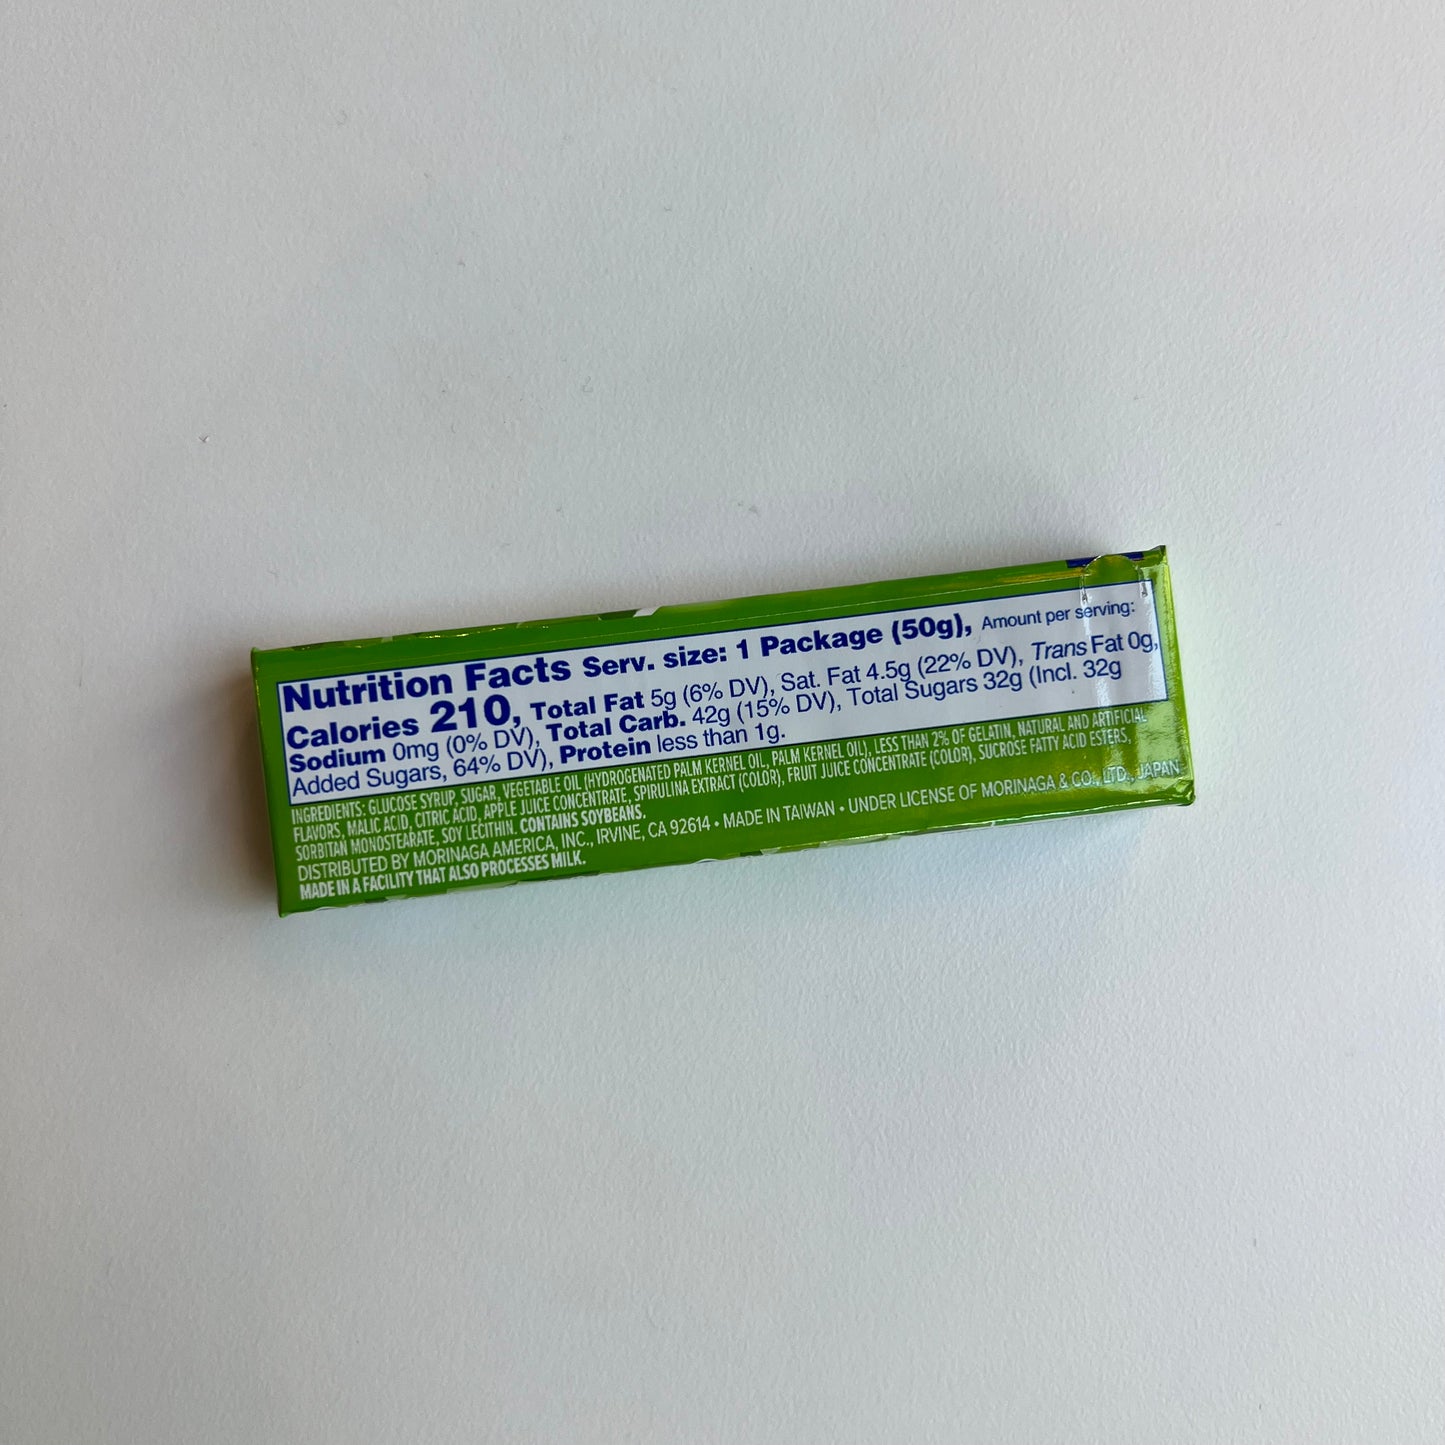 Nutrition Facts Serv. size: 1 Package (50g), Amount per serving:
Calories 210, Total Fat 5g (6% DV), Sat. Fat 4.5g (22% DV), Trans Fat 0g,
Sodium 0mg (0% DV), Total Carb. 42g (15% DV), Total Sugars 32g (Incl. 32g
Added Sugars, 64% DV), Protein less than 1g.
INGREDIENTS: GLUCOSE SYRUP, SUGAR, VEGETABLE OIL (HYDROGENATED PALM KERNEL OIL, PALM KERNEL OIL), LESS THAN 2% OF GELATIN, NATURAL AND ARTIFICIAL
FLAVORS, MALIC ACID, CITRIC ACID, APPLE JUICE CONCENTRATE, SPIRULINA EXTRACT (COLOR), FRUIT JUICE CONCENTRATE (COLOR), SUCROSE FATTY ACID ESTERS,
SORBITAN MONOSTEARATE, SOY LECITHIN. CONTAINS SOYBEANS.
DISTRIBUTED BY MORINAGA AMERICA, INC., IRVINE, CA 92614 • MADE IN TAIWAN • UNDER LICENSE OF MORINAGA & CO., LTD., JAPAN
MADE IN A FACILITY THAT ALSO PROCESSES MILK.